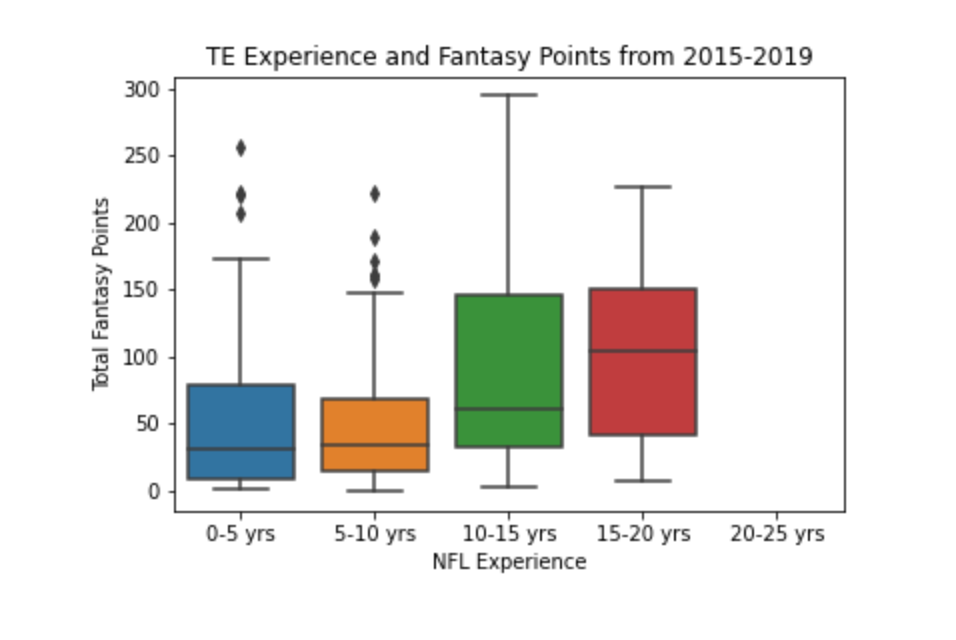 TE Experience and Fantasy Points from 2015-2019
Total Fantasy Points
300
250
200
150
100
50
0
0-5 yrs 5-10 yrs 10-15 yrs 15-20 yrs 20-25 yrs
NFL Experience